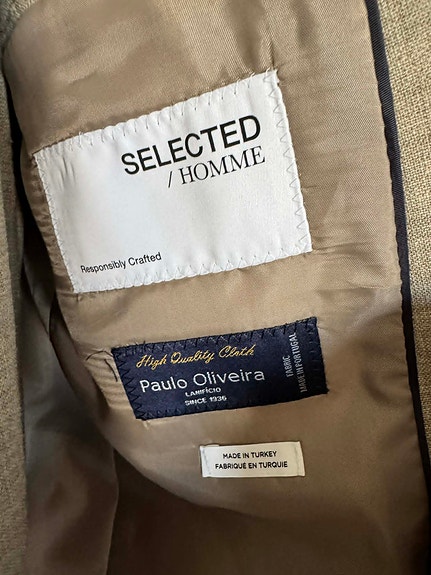 SELECTED
/ HOMME
Responsibly Crafted
High Quality Cloth
Paulo Oliveira
LANIFÍCIO
SINCE 1936
FABRIC
MADE IN PORTUGAL
MADE IN TURKEY
FABRIQUÉ EN TURQUIE